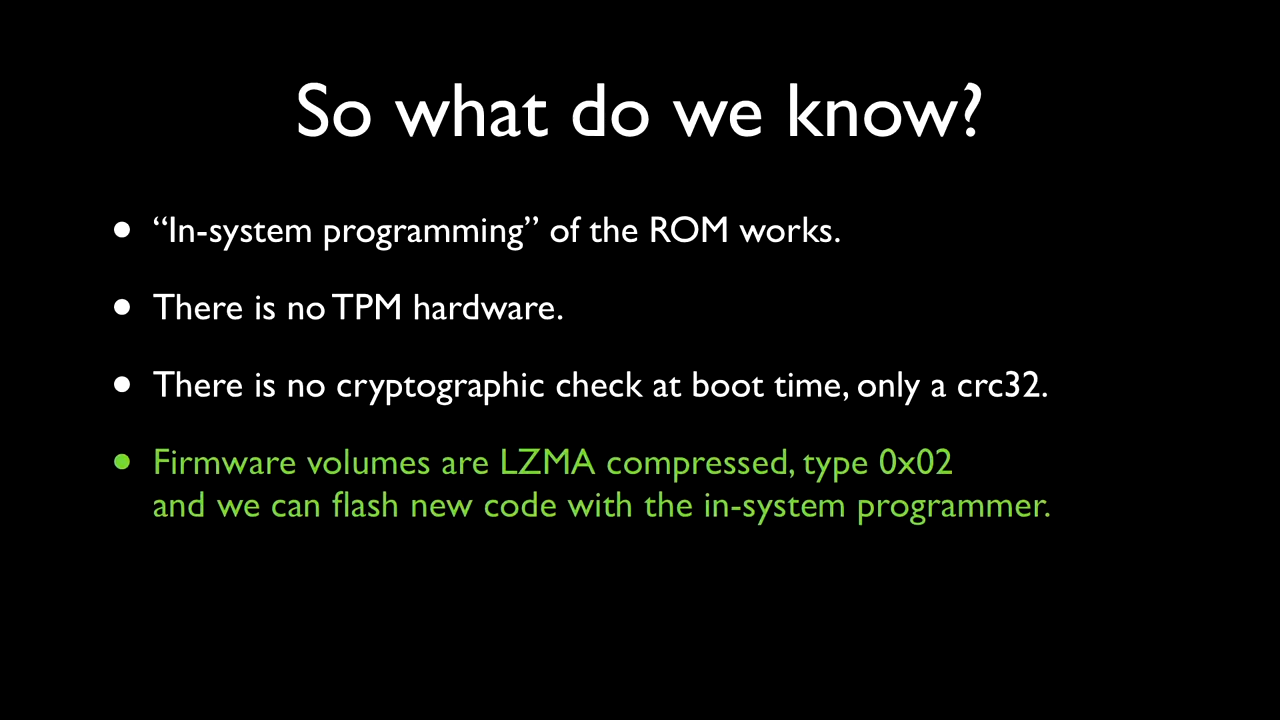 So what do we know?
• “In-system programming” of the ROM works.
• There is no TPM hardware.
• There is no cryptographic check at boot time, only a crc32.
• Firmware volumes are LZMA compressed, type 0x02
and we can flash new code with the in-system programmer.